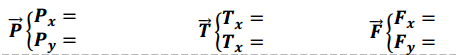 P⃗ { Pₓ =    T⃗ { Tₓ =    F⃗ { Fₓ =
P_y =    Tₓ =    F_y =